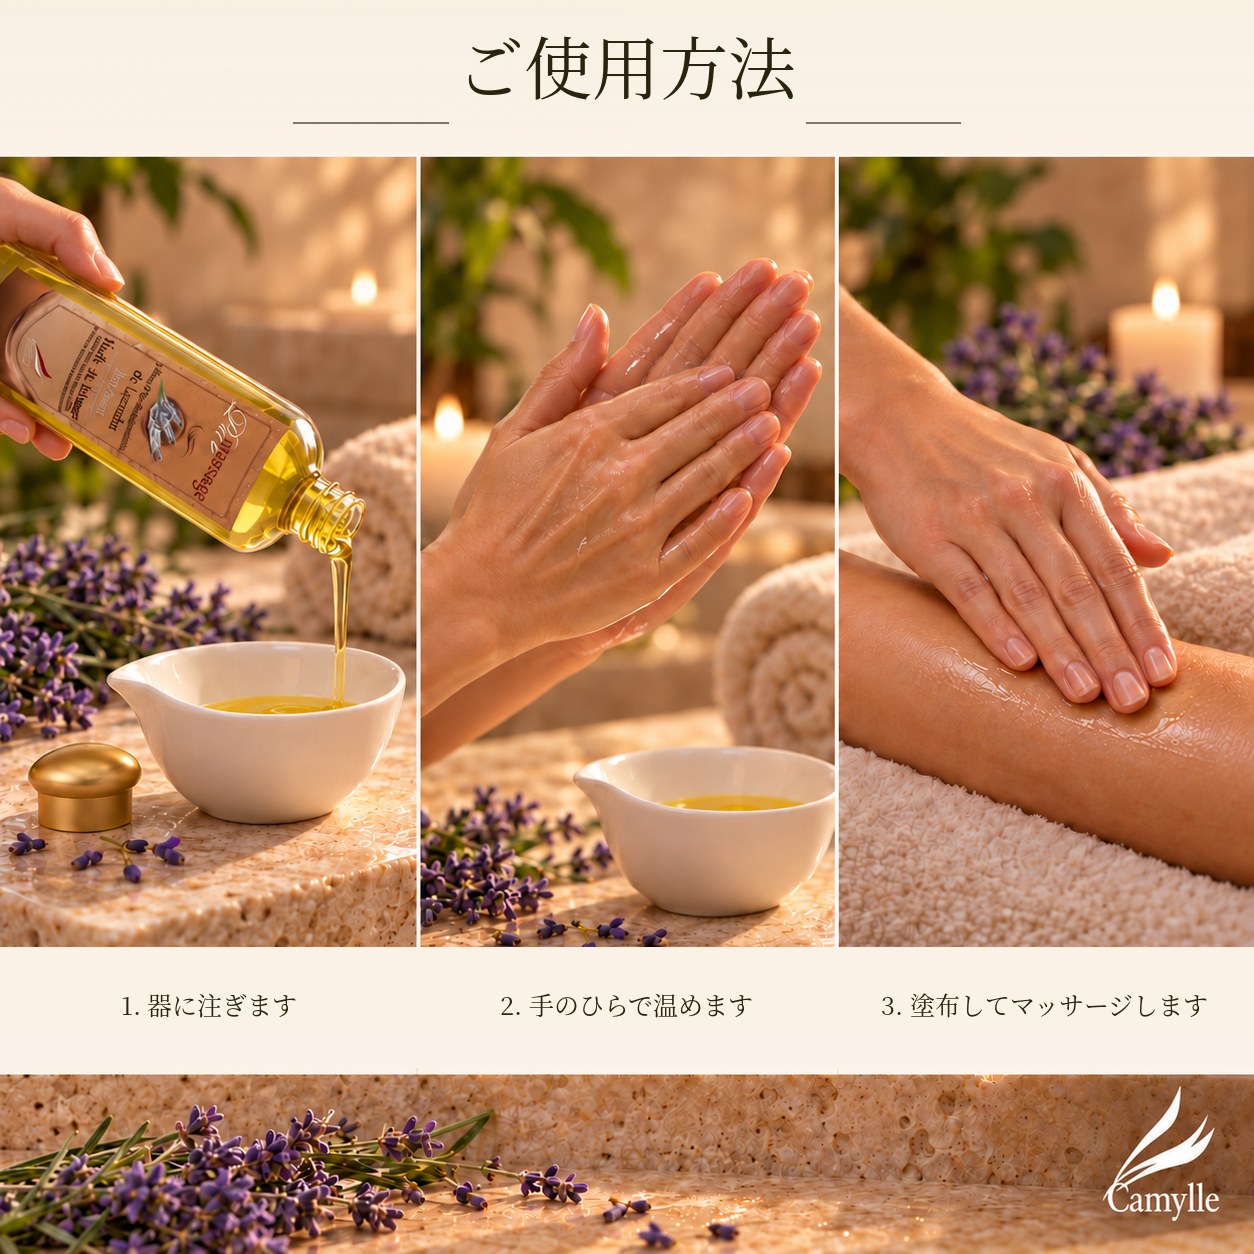 ご使用方法
massage
1. 器に注ぎます
2. 手のひらで温めます
3. 塗布してマッサージします
Camylle